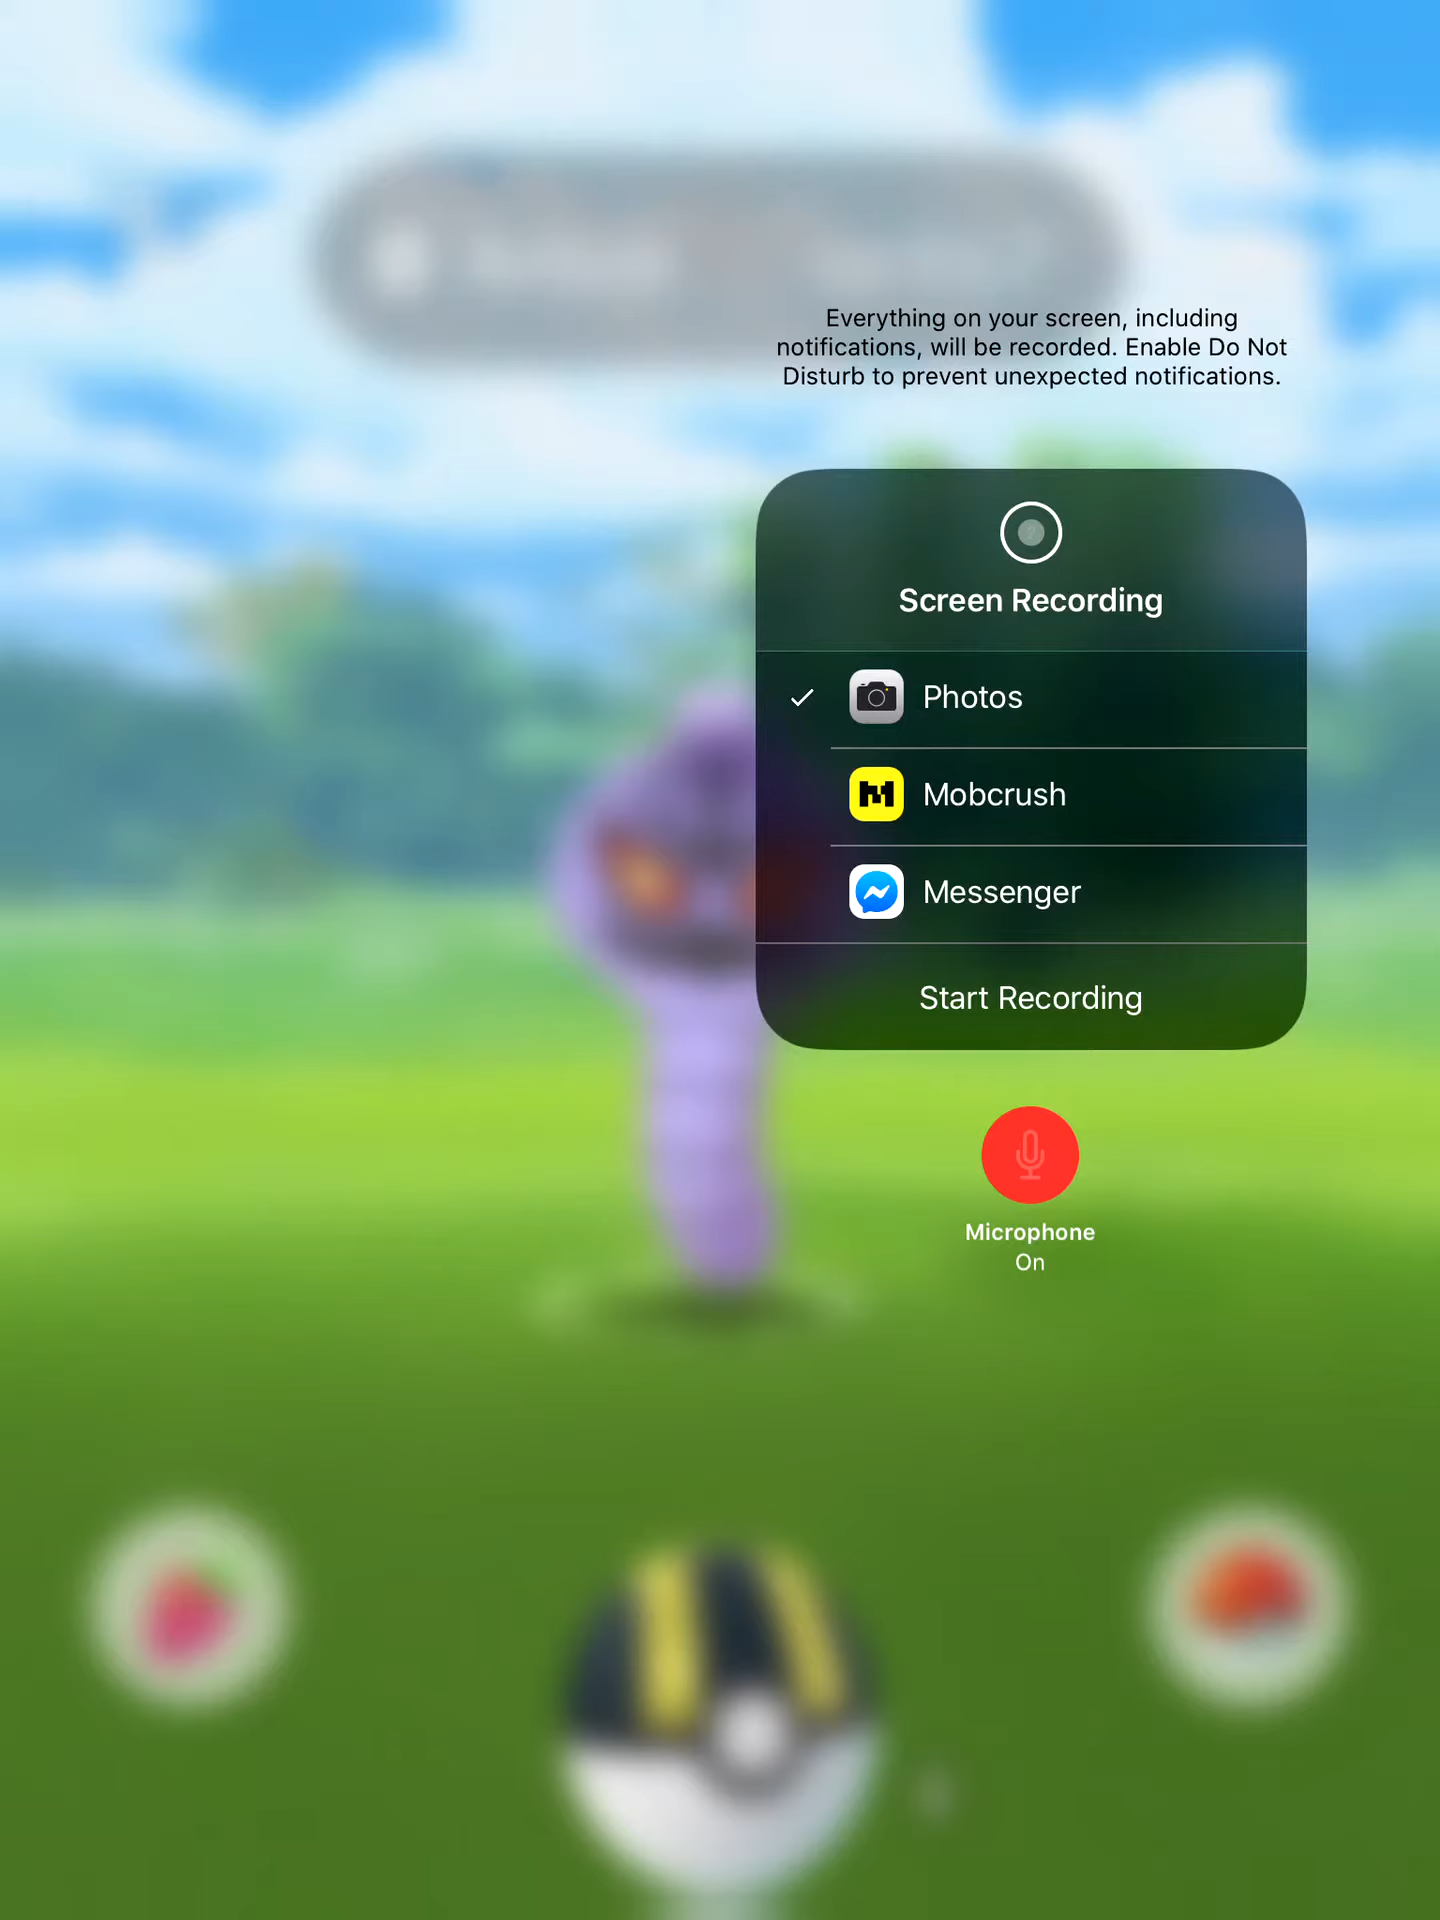 Everything on your screen, including
notifications, will be recorded. Enable Do Not
Disturb to prevent unexpected notifications.
Screen Recording
Photos
Mobcrush
Messenger
Start Recording
Microphone
On